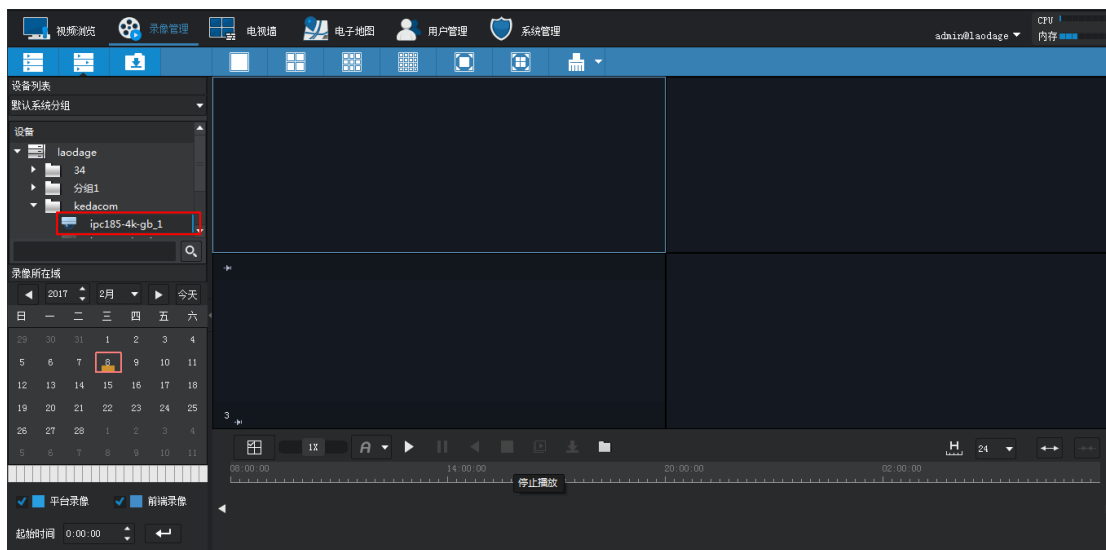 视频浏览 录像管理 电视墙 电子地图 用户管理 系统管理 admin@laodage CPU
内存
设备列表
默认系统分组
设备
laodage
34
分组1
kedacom
ipc185-4k-gb_1
录像所在域
2017 2月 今天
日 一 二 三 四 五 六
29 30 31 1 2 3 4
5 6 7 8 9 10 11
12 13 14 15 16 17 18
19 20 21 22 23 24 25
26 27 28 1 2 3 4
5 6 7 8 9 10 11
平台录像 前端录像
起始时间 0:00:00
3
1X A H 24
08:00:00 14:00:00 20:00:00 02:00:00
停止播放